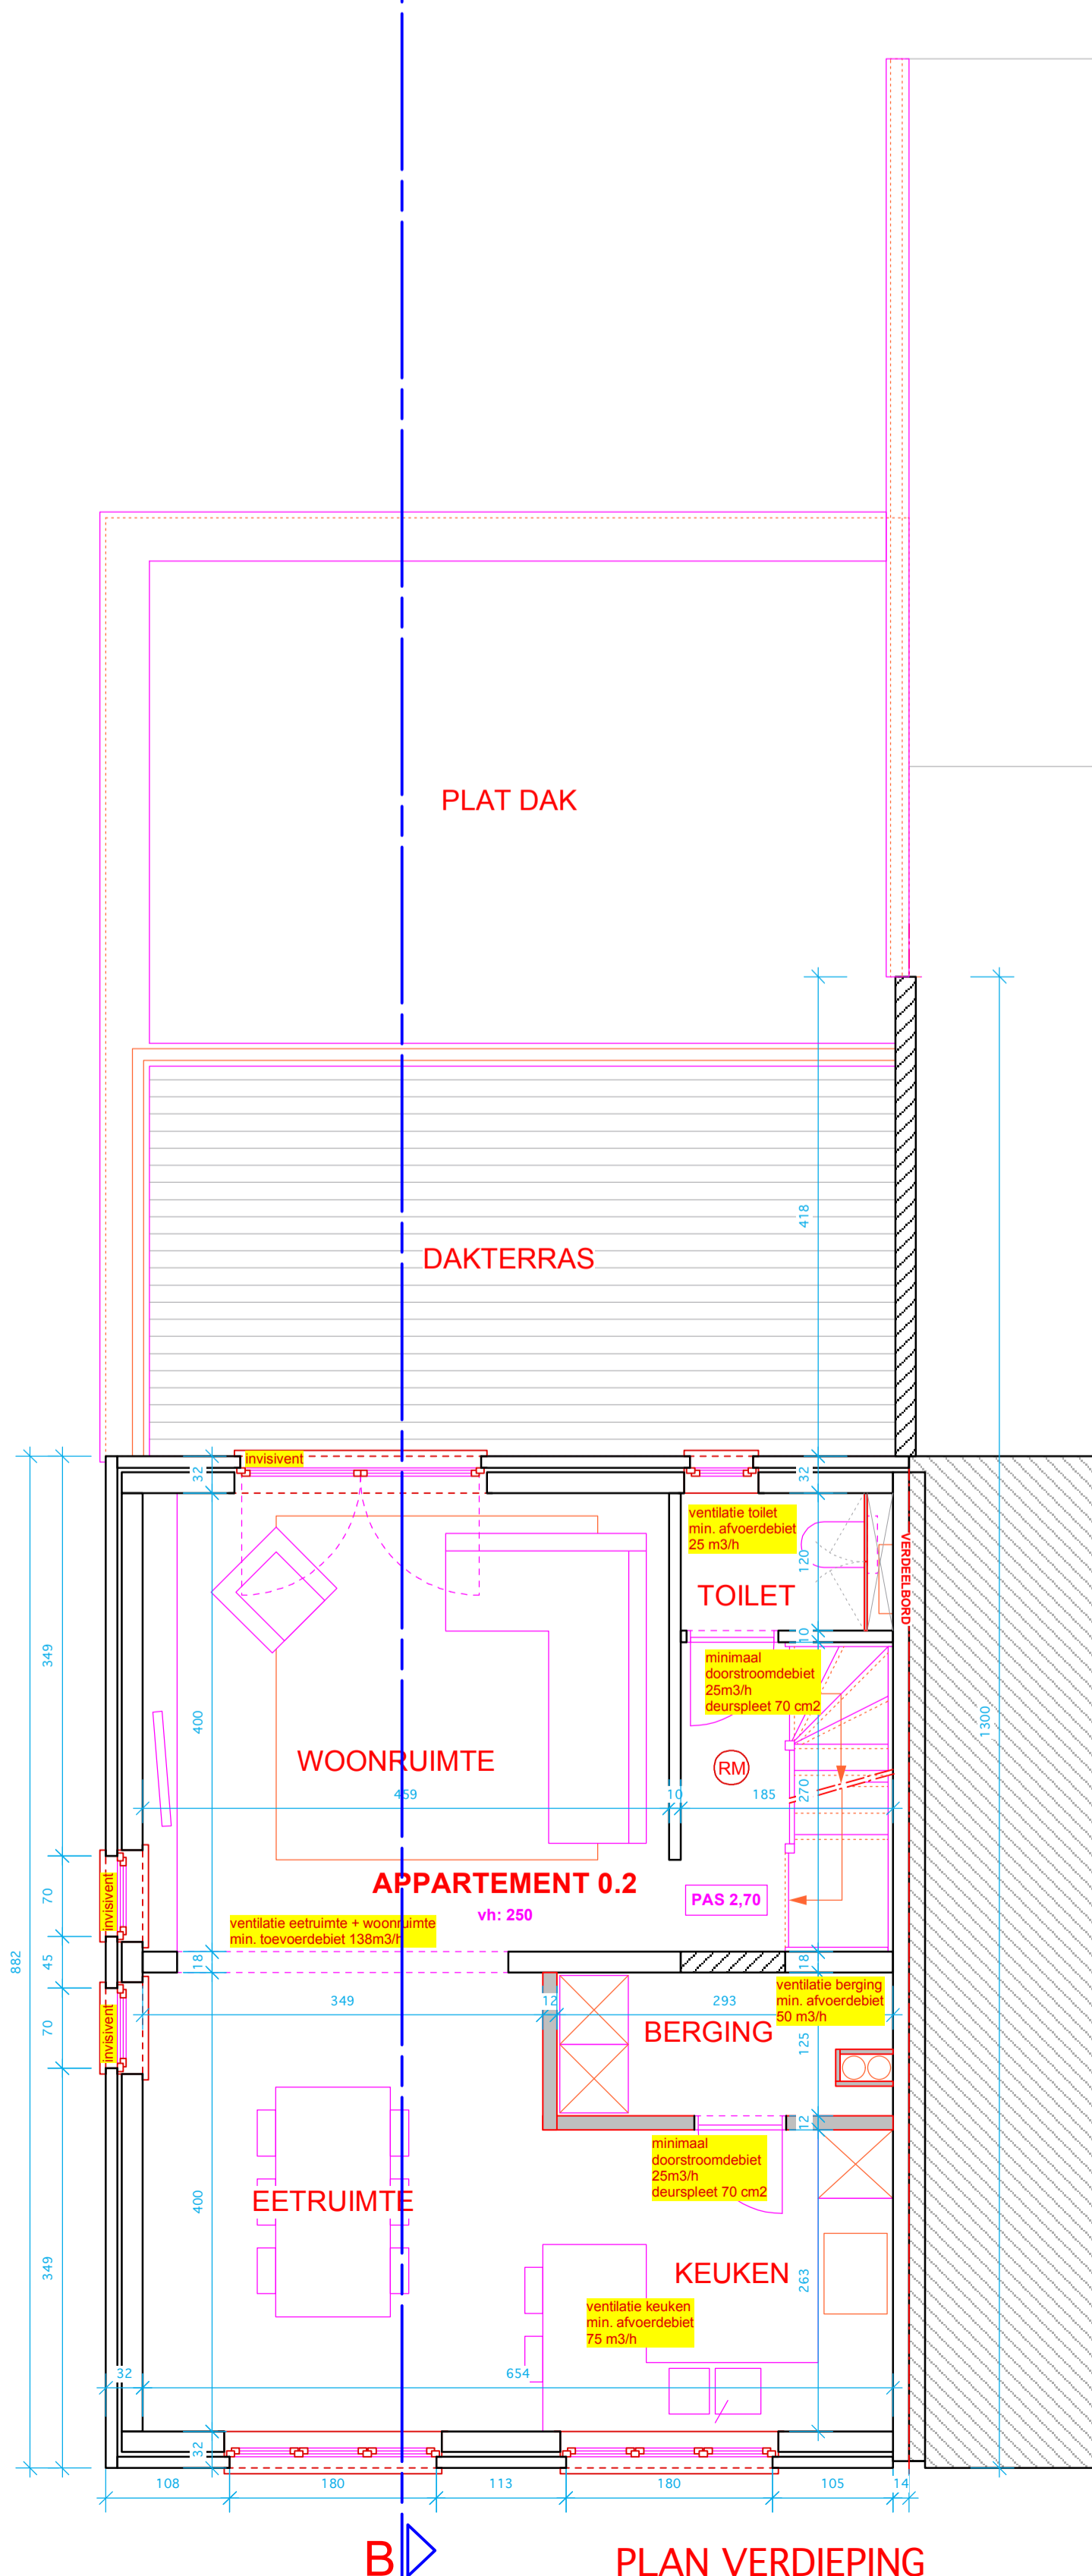 PLAT DAK
418
DAKTERRAS
invisivent
32
32
ventilatie toilet
min. afvoerdebiet
25 m3/h
120
VERDEELBORD
TOILET
10
349
minimaal
doorstroomdebiet
25m3/h
deurspleet 70 cm2
400
1300
WOONRUIMTE
RM
459
10
185
270
APPARTEMENT 0.2
vh: 250
PAS 2,70
invisivent
70
ventilatie eetruimte + woonruimte
min. toevoerdebiet 138m3/h
882
45
18
18
ventilatie berging
min. afvoerdebiet
50 m3/h
349
12
293
70
invisivent
BERGING
125
12
minimaal
doorstroomdebiet
25m3/h
deurspleet 70 cm2
400
EETRUIMTE
349
KEUKEN
263
ventilatie keuken
min. afvoerdebiet
75 m3/h
32
654
32
108
180
113
180
105
14
B
PLAN VERDIEPING